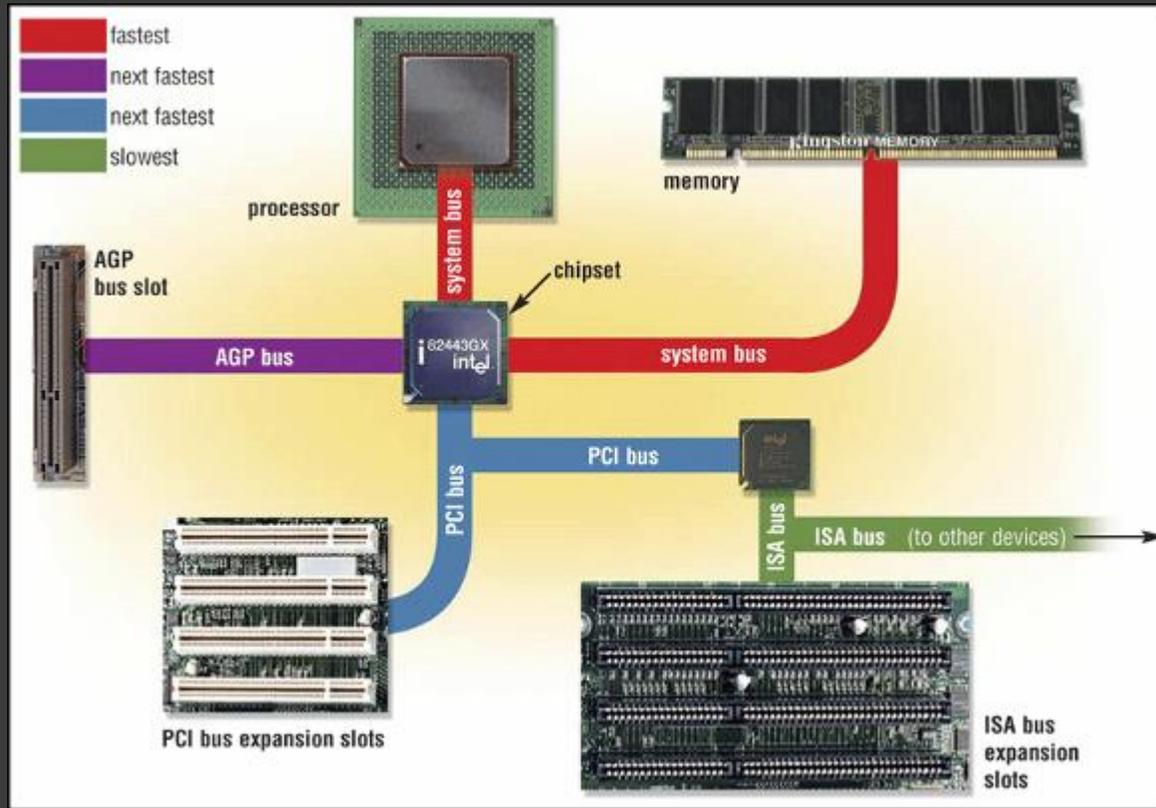 fastest
next fastest
next fastest
slowest
processor
system bus
Kingston MEMORY
memory
AGP
bus slot
chipset
AGP bus
i 82443GX
intel
system bus
PCI bus
PCI bus
intel
ISA bus
ISA bus (to other devices)
PCI bus expansion slots
ISA bus
expansion
slots